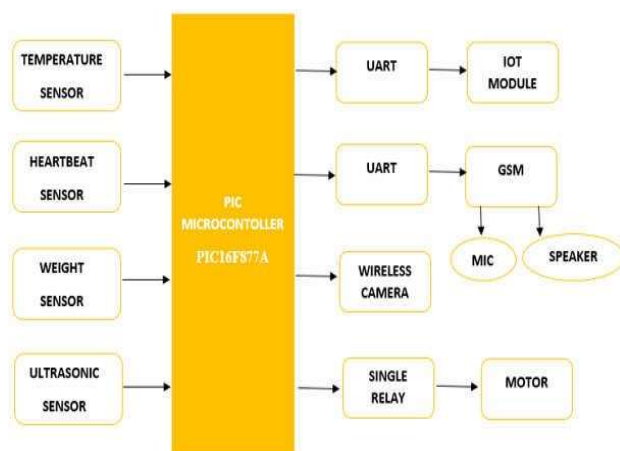 TEMPERATURE
SENSOR
HEARTBEAT
SENSOR
WEIGHT
SENSOR
ULTRASONIC
SENSOR
PIC
MICROCONTOLLER
PIC16F877A
UART
IOT
MODULE
UART
GSM
MIC
SPEAKER
WIRELESS
CAMERA
SINGLE
RELAY
MOTOR